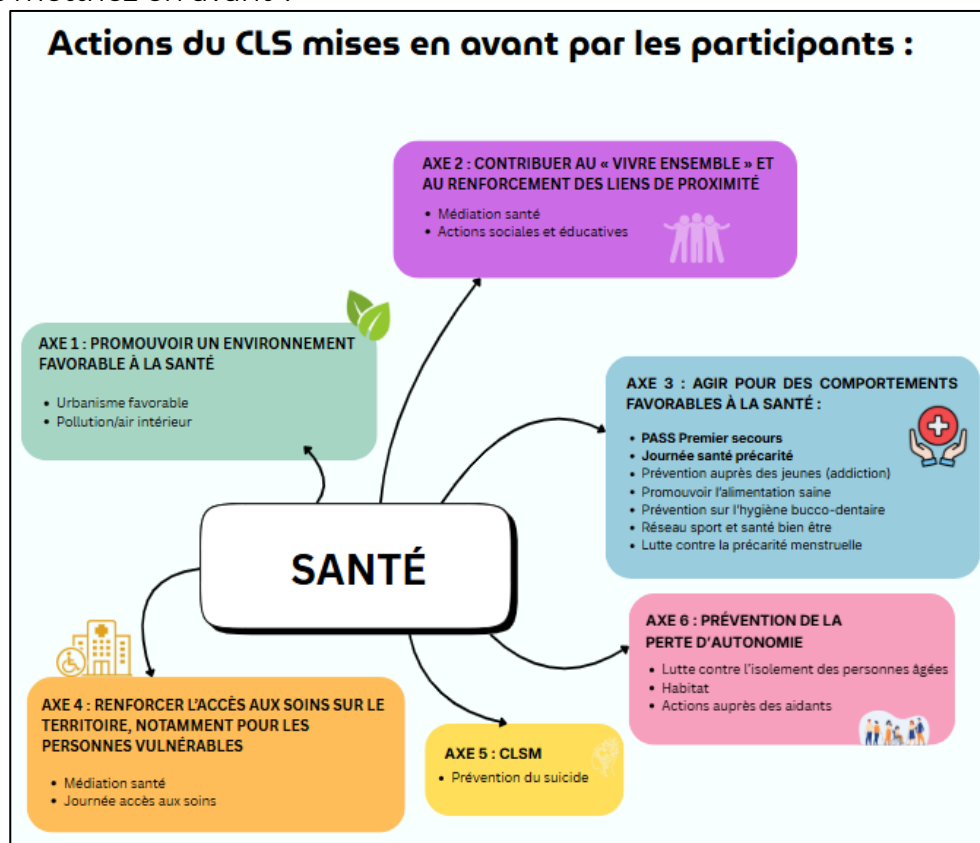 Actions du CLS mises en avant par les participants :
AXE 2 : CONTRIBUER AU « VIVRE ENSEMBLE » ET
AU RENFORCEMENT DES LIENS DE PROXIMITÉ
• Médiation santé
• Actions sociales et éducatives
AXE 1 : PROMOUVOIR UN ENVIRONNEMENT
FAVORABLE À LA SANTÉ
• Urbanisme favorable
• Pollution/air intérieur
AXE 3 : AGIR POUR DES COMPORTEMENTS
FAVORABLES À LA SANTÉ :
• PASS Premier secours
• Journée santé précarité
• Prévention auprès des jeunes (addiction)
• Promouvoir l'alimentation saine
• Prévention sur l'hygiène bucco-dentaire
• Réseau sport et santé bien être
• Lutte contre la précarité menstruelle
SANTÉ
AXE 6 : PRÉVENTION DE LA
PERTE D'AUTONOMIE
• Lutte contre l'isolement des personnes âgées
• Habitat
• Actions auprès des aidants
AXE 4 : RENFORCER L'ACCÈS AUX SOINS SUR LE
TERRITOIRE, NOTAMMENT POUR LES
PERSONNES VULNÉRABLES
• Médiation santé
• Journée accès aux soins
AXE 5 : CLSM
• Prévention du suicide